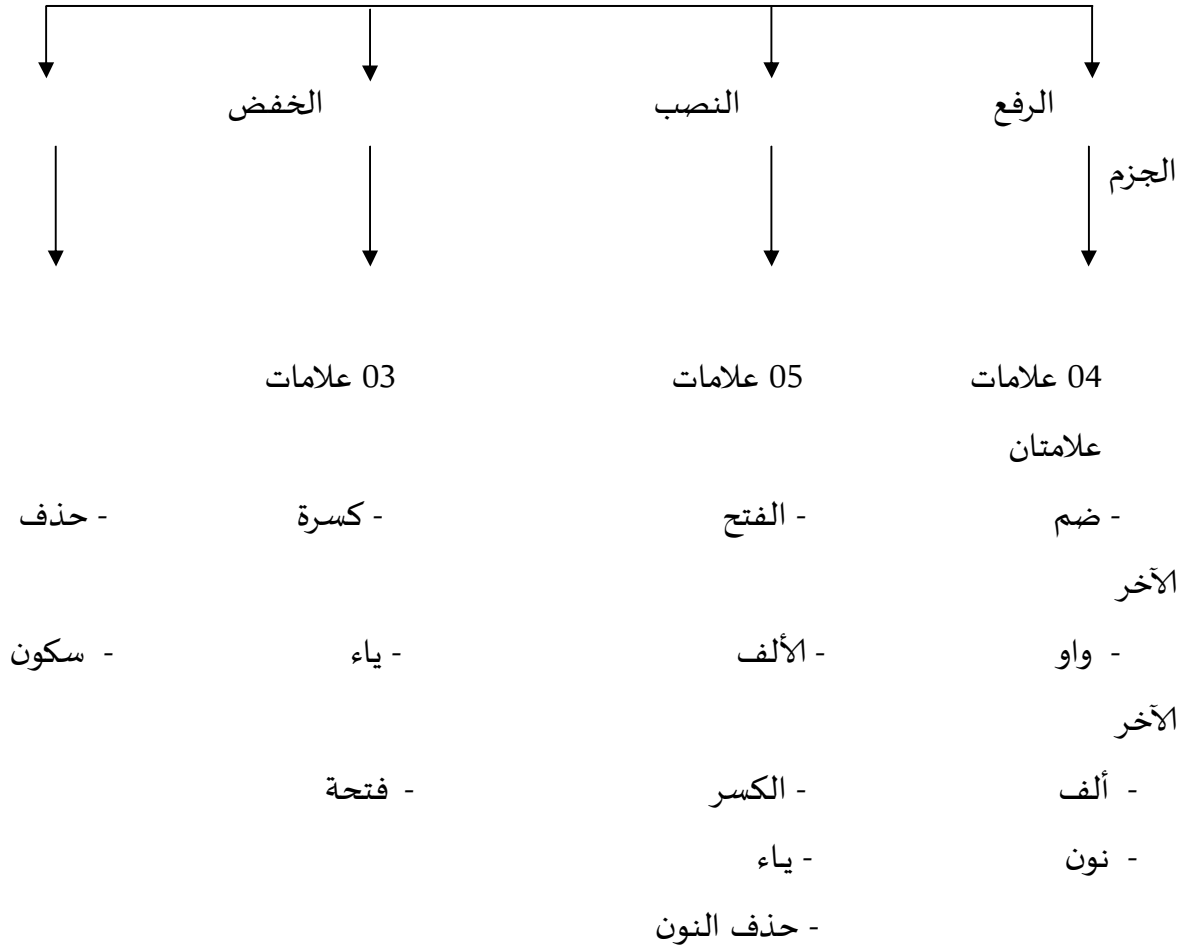 الرفع النصب الخفض
الجزم
04 علامات 05 علامات 03 علامات
علامتان
- ضم - الفتح - كسرة - حذف
الآخر
- واو - الألف - ياء - سكون
الآخر
- ألف - الكسر - فتحة
- نون - ياء
- حذف النون